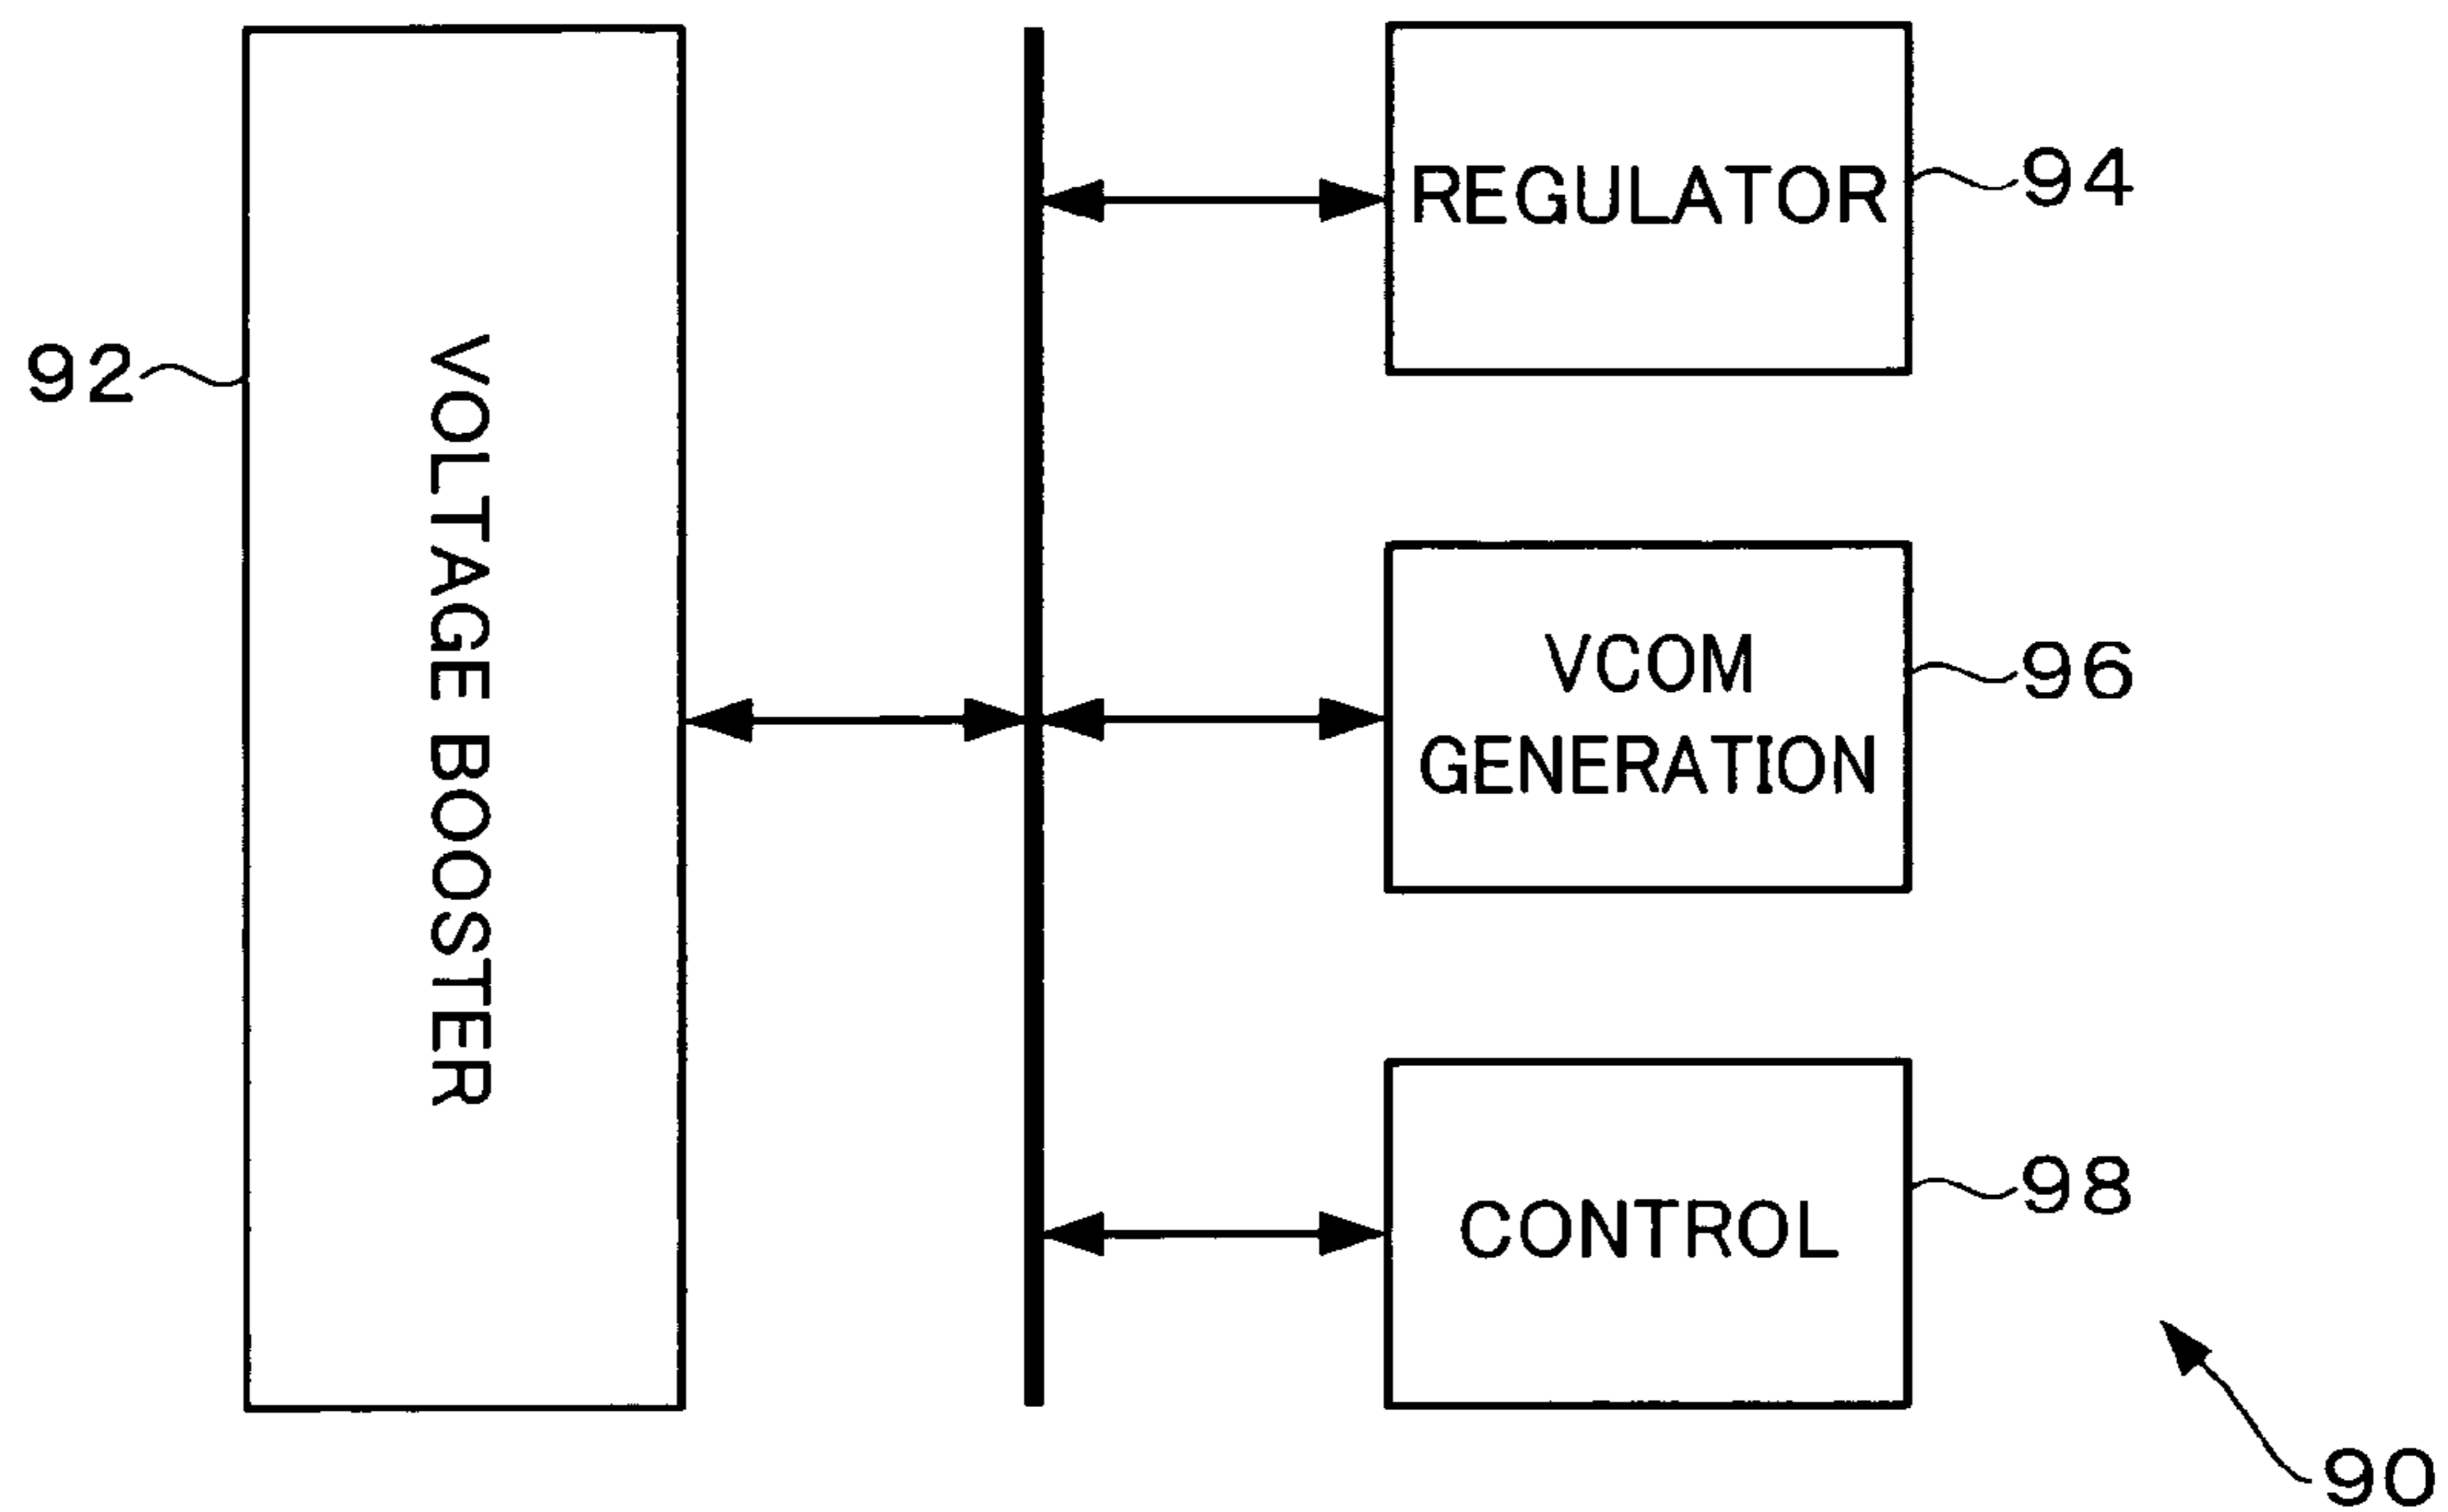 92
VOLTAGE BOOSTER
REGULATOR
94
VCOM
GENERATION
96
CONTROL
98
90